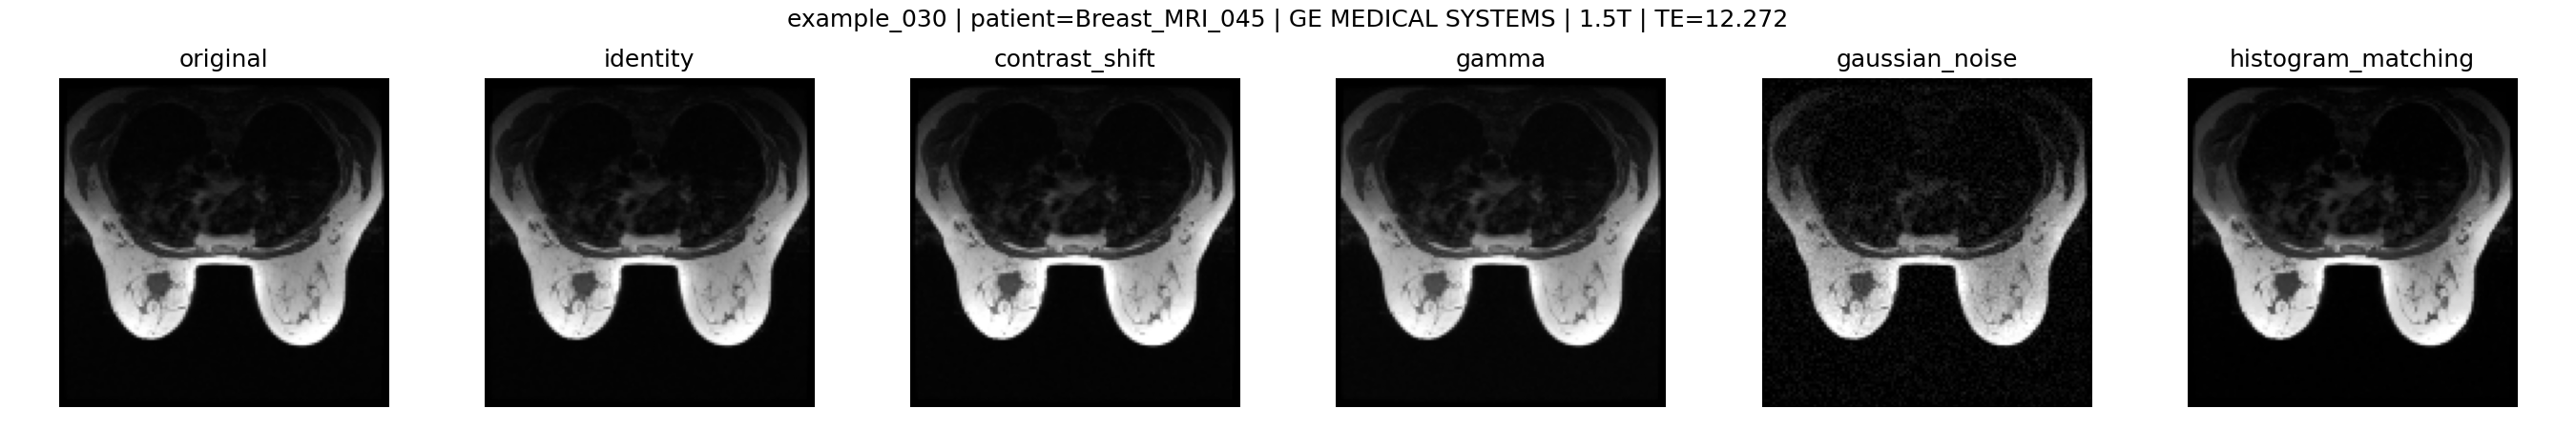 example_030 | patient=Breast_MRI_045 | GE MEDICAL SYSTEMS | 1.5T | TE=12.272
original
identity
contrast_shift
gamma
gaussian_noise
histogram_matching